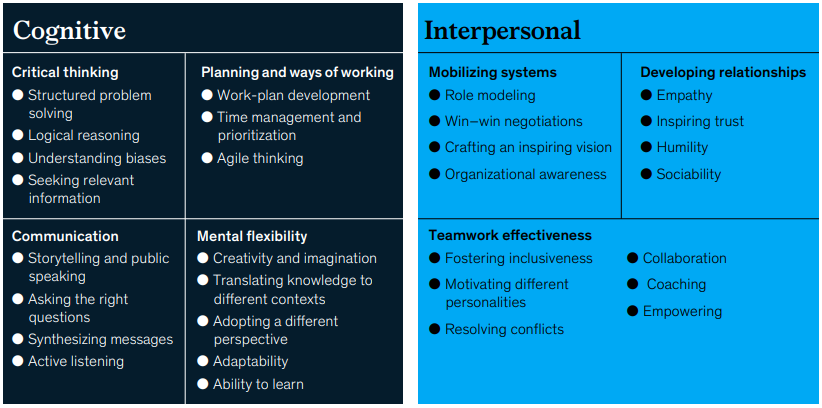 Cognitive
Critical thinking
● Structured problem
solving
● Logical reasoning
● Understanding biases
● Seeking relevant
information
Planning and ways of working
● Work-plan development
● Time management and
prioritization
● Agile thinking
Communication
● Storytelling and public
speaking
● Asking the right
questions
● Synthesizing messages
● Active listening
Mental flexibility
● Creativity and imagination
● Translating knowledge to
different contexts
● Adopting a different
perspective
● Adaptability
● Ability to learn
Interpersonal
Mobilizing systems
● Role modeling
● Win–win negotiations
● Crafting an inspiring vision
● Organizational awareness
Developing relationships
● Empathy
● Inspiring trust
● Humility
● Sociability
Teamwork effectiveness
● Fostering inclusiveness
● Motivating different
personalities
● Resolving conflicts
● Collaboration
● Coaching
● Empowering